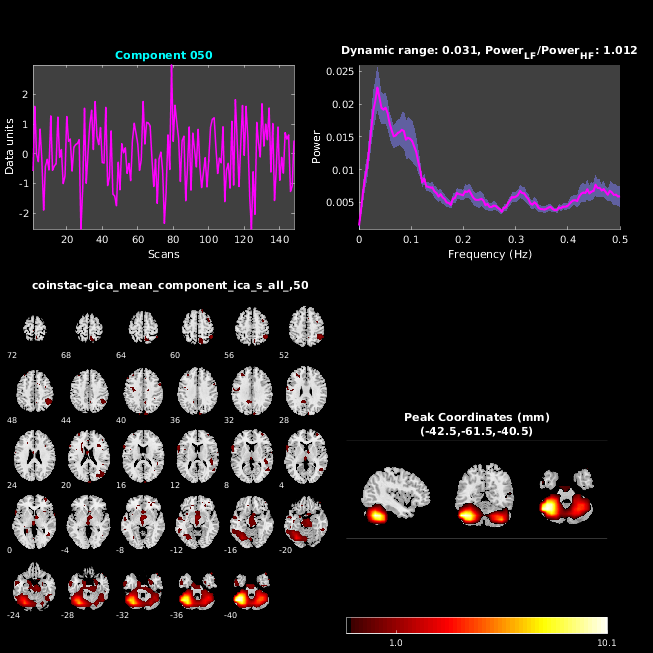 Component 050
Data units
2
1
0
-1
-2
20 40 60 80 100 120 140
Scans
Dynamic range: 0.031, PowerLF/PowerHF: 1.012
Power
0.025
0.02
0.015
0.01
0.005
0 0.1 0.2 0.3 0.4 0.5
Frequency (Hz)
coinstac-gica_mean_component_ica_s_all_,50
72 68 64 60 56 52
48 44 40 36 32 28
24 20 16 12 8 4
0 -4 -8 -12 -16 -20
-24 -28 -32 -36 -40
Peak Coordinates (mm)
(-42.5,-61.5,-40.5)
1.0 10.1